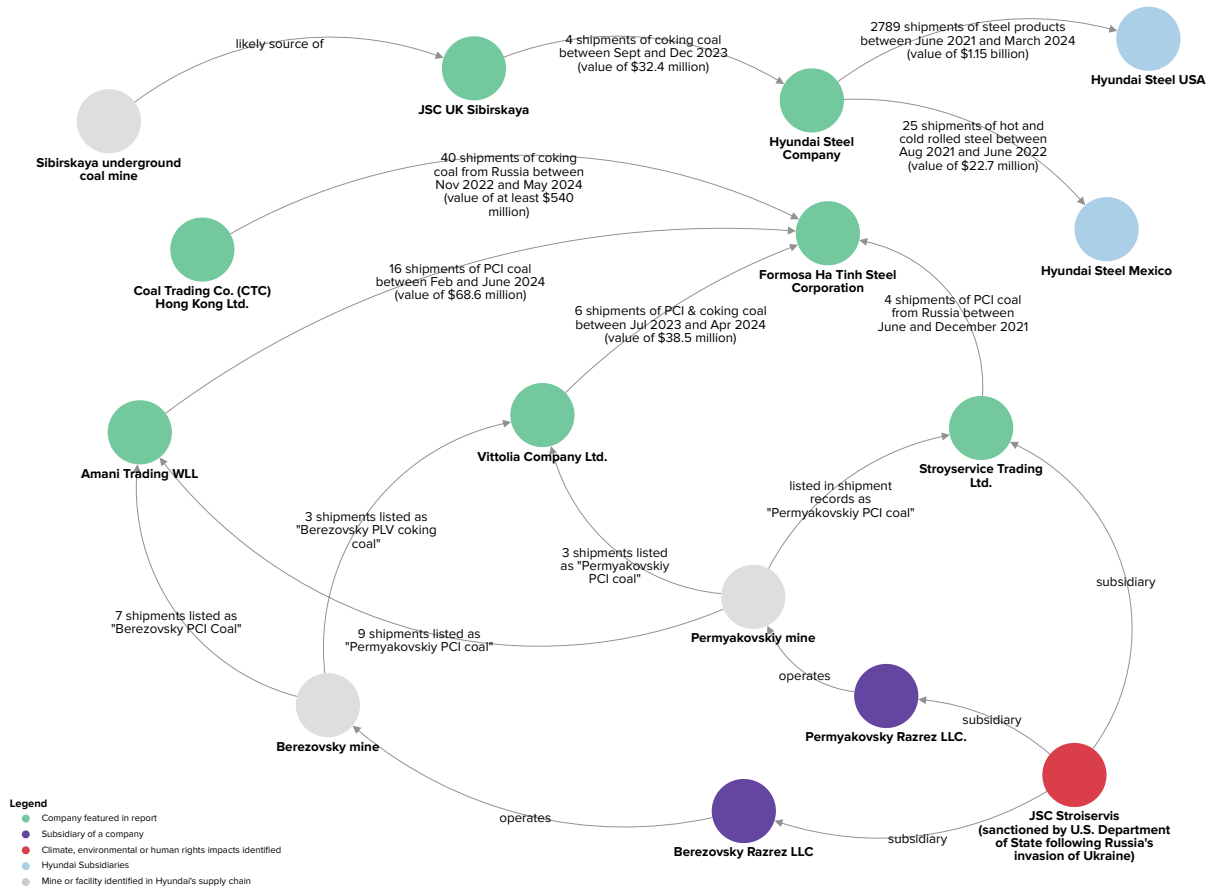 likely source of
4 shipments of coking coal
between Sept and Dec 2023
(value of $32.4 million)
2789 shipments of steel products
between June 2021 and March 2024
(value of $1.15 billion)
Hyundai Steel USA
JSC UK Sibirskaya
Sibirskaya underground
coal mine
Hyundai Steel
Company
25 shipments of hot and
cold rolled steel between
Aug 2021 and June 2022
(value of $22.7 million)
40 shipments of coking
coal from Russia between
Nov 2022 and May 2024
(value of at least $540
million)
Hyundai Steel Mexico
Coal Trading Co. (CTC)
Hong Kong Ltd.
Formosa Ha Tinh Steel
Corporation
16 shipments of PCI coal
between Feb and June 2024
(value of $68.6 million)
6 shipments of PCI & coking coal
between Jul 2023 and Apr 2024
(value of $38.5 million)
4 shipments of PCI coal
from Russia between
June and December 2021
Amani Trading WLL
Vittolia Company Ltd.
Stroyservice Trading
Ltd.
listed in shipment
records as
"Permyakovskiy PCI coal"
3 shipments listed as
"Berezovsky PLV coking
coal"
3 shipments listed
as "Permyakovskiy
PCI coal"
subsidiary
7 shipments listed as
"Berezovsky PCI Coal"
9 shipments listed as
"Permyakovskiy PCI coal"
Permyakovskiy mine
operates
Berezovsky mine
subsidiary
Permyakovsky Razrez LLC.
operates
Berezovsky Razrez LLC
subsidiary
JSC Stroiservis
(sanctioned by U.S. Department
of State following Russia's
invasion of Ukraine)
Legend
Company featured in report
Subsidiary of a company
Climate, environmental or human rights impacts identified
Hyundai Subsidiaries
Mine or facility identified in Hyundai's supply chain